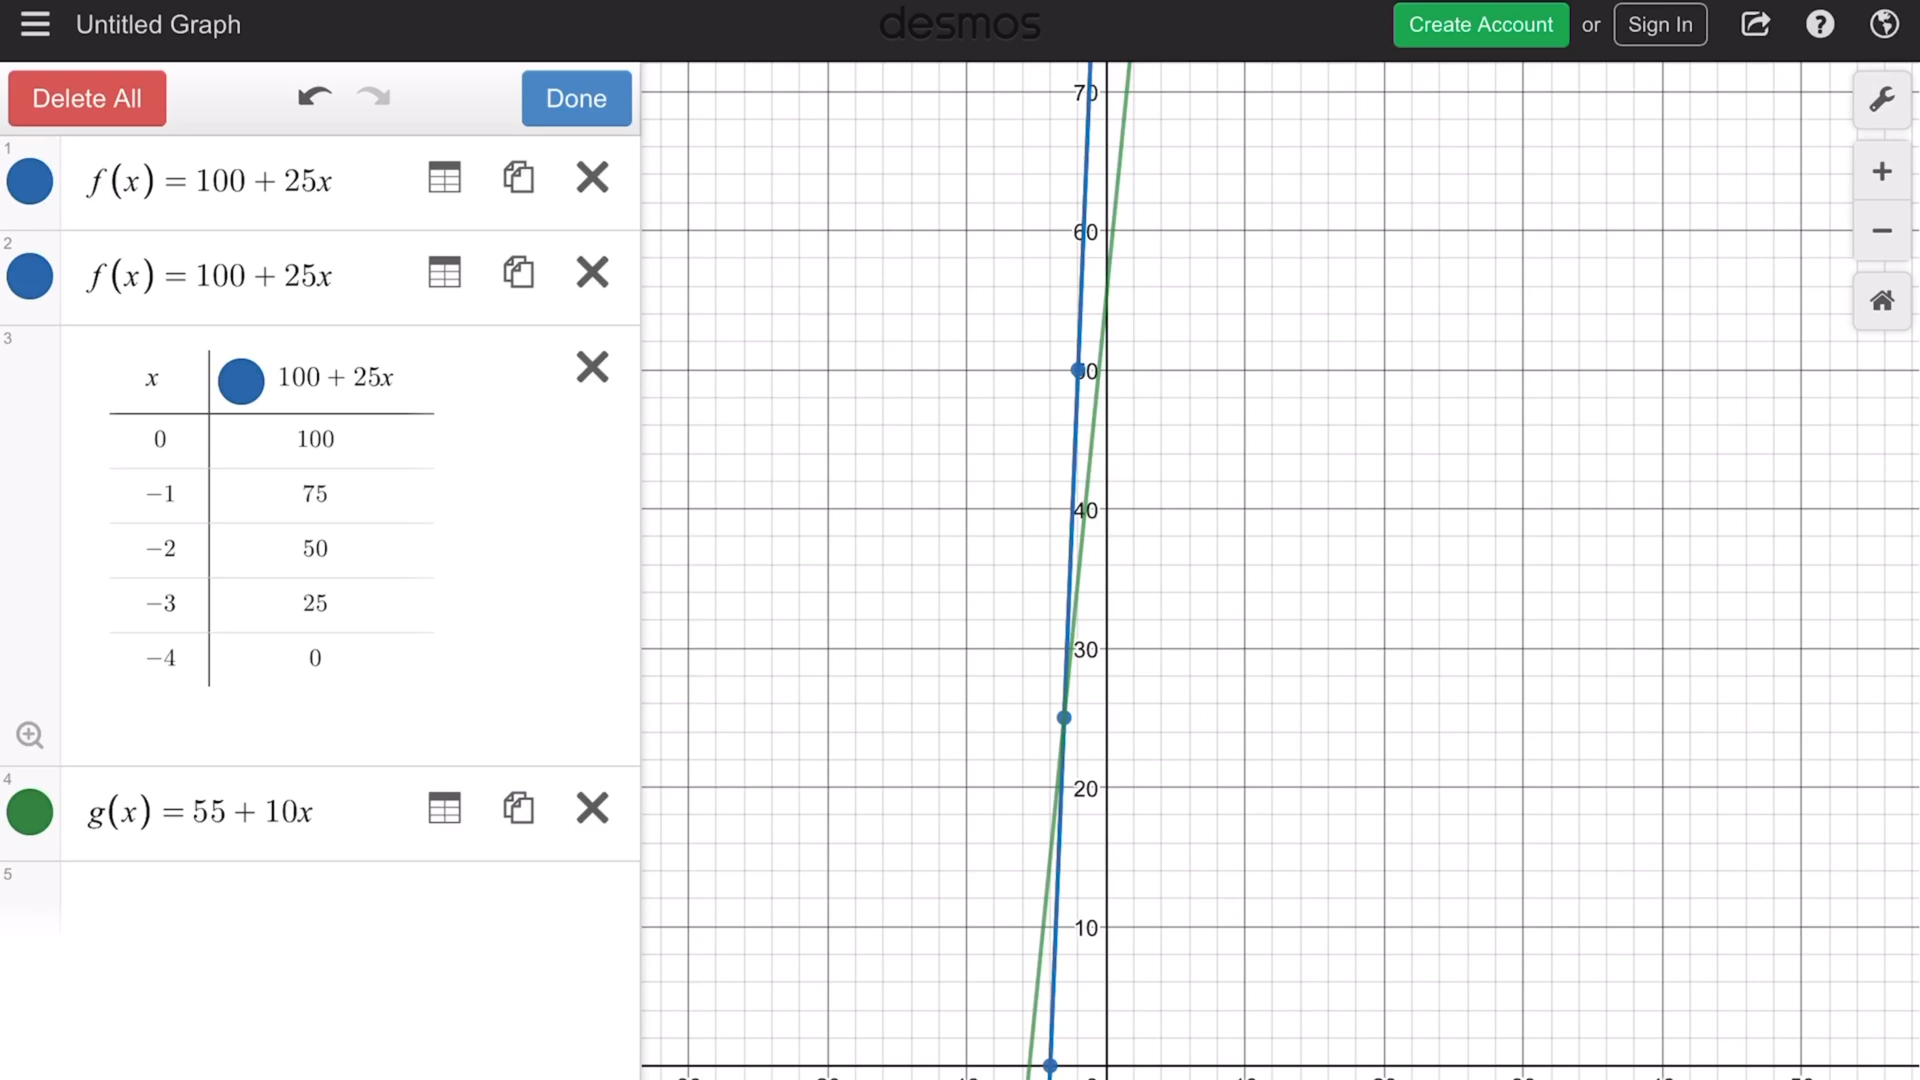 Untitled Graph
desmos
Create Account or Sign In
Delete All
Done
1
f(x) = 100 + 25x
2
f(x) = 100 + 25x
3
x 100 + 25x
0 100
−1 75
−2 50
−3 25
−4 0
4
g(x) = 55 + 10x
5
70
60
50
40
30
20
10